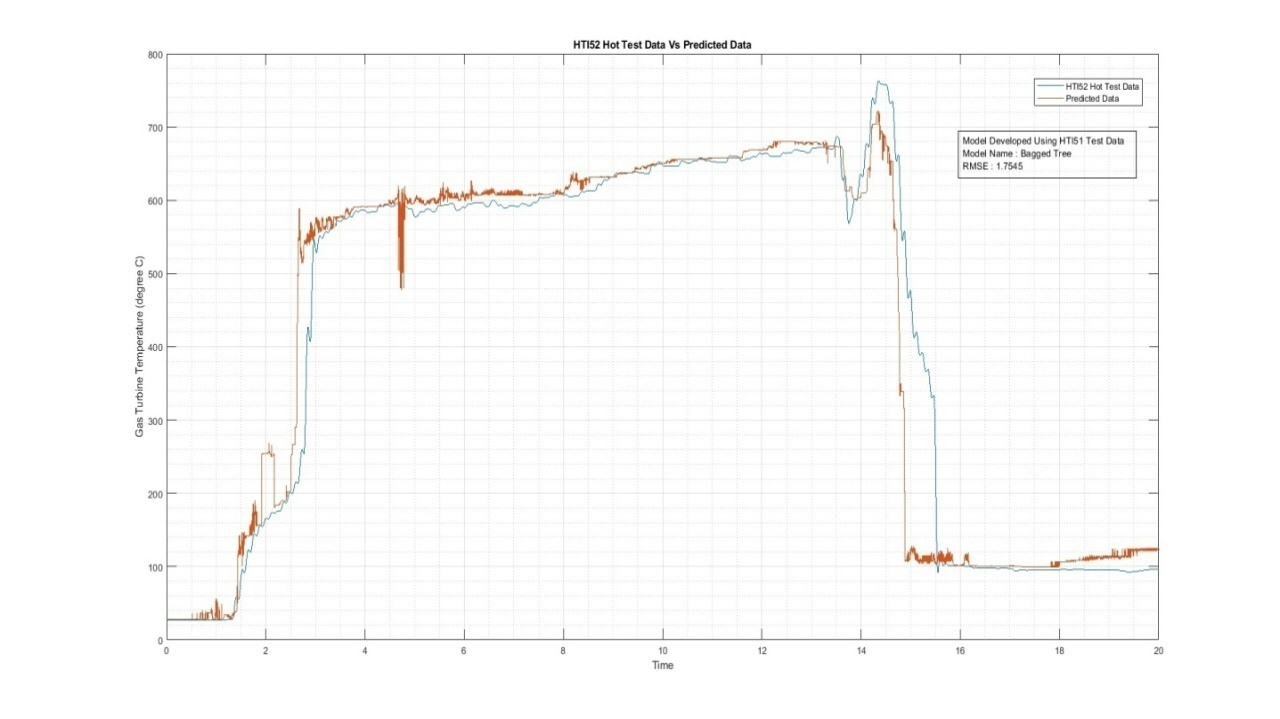 HTI52 Hot Test Data Vs Predicted Data
800
700
600
500
400
300
200
100
0
Gas Turbine Temperature (degree C)
0 2 4 6 8 10 12 14 16 18 20
Time
HTI52 Hot Test Data
Predicted Data
Model Developed Using HTI51 Test Data
Model Name : Bagged Tree
RMSE : 1.7545